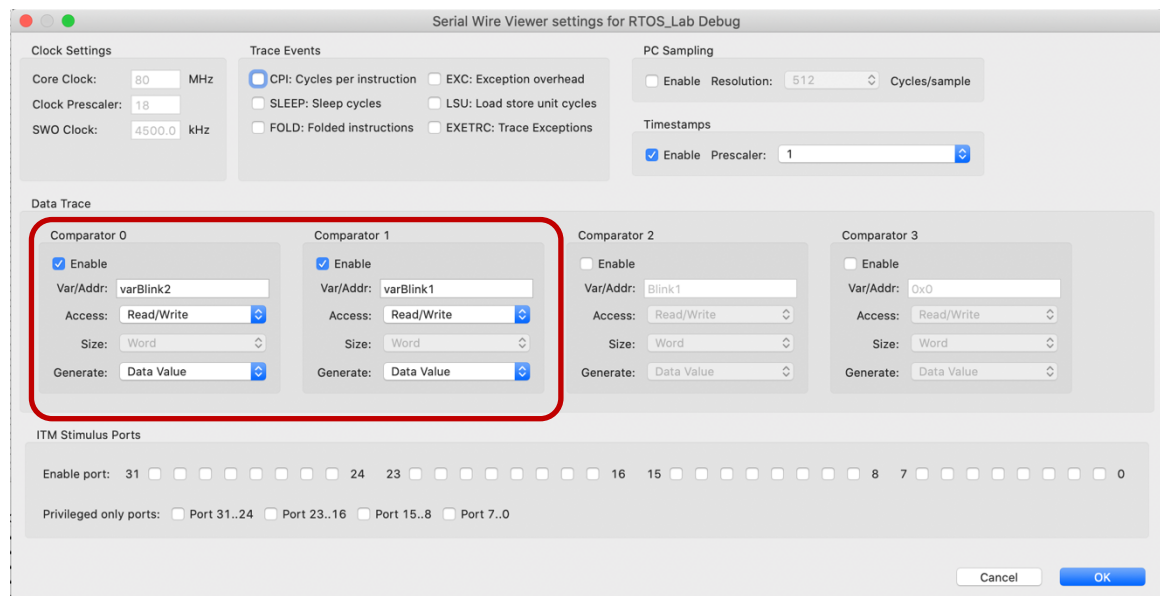 Serial Wire Viewer settings for RTOS_Lab Debug
Clock Settings
Core Clock: 80 MHz
Clock Prescaler: 18
SWO Clock: 4500.0 kHz
Trace Events
CPI: Cycles per instruction EXC: Exception overhead
SLEEP: Sleep cycles LSU: Load store unit cycles
FOLD: Folded instructions EXETRC: Trace Exceptions
PC Sampling
Enable Resolution: 512 Cycles/sample
Timestamps
Enable Prescaler: 1
Data Trace
Comparator 0
Enable
Var/Addr: varBlink2
Access: Read/Write
Size: Word
Generate: Data Value
Comparator 1
Enable
Var/Addr: varBlink1
Access: Read/Write
Size: Word
Generate: Data Value
Comparator 2
Enable
Var/Addr: Blink1
Access: Read/Write
Size: Word
Generate: Data Value
Comparator 3
Enable
Var/Addr: 0x0
Access: Read/Write
Size: Word
Generate: Data Value
ITM Stimulus Ports
Enable port: 31 24 23 16 15 8 7 0
Privileged only ports: Port 31..24 Port 23..16 Port 15..8 Port 7..0
Cancel OK